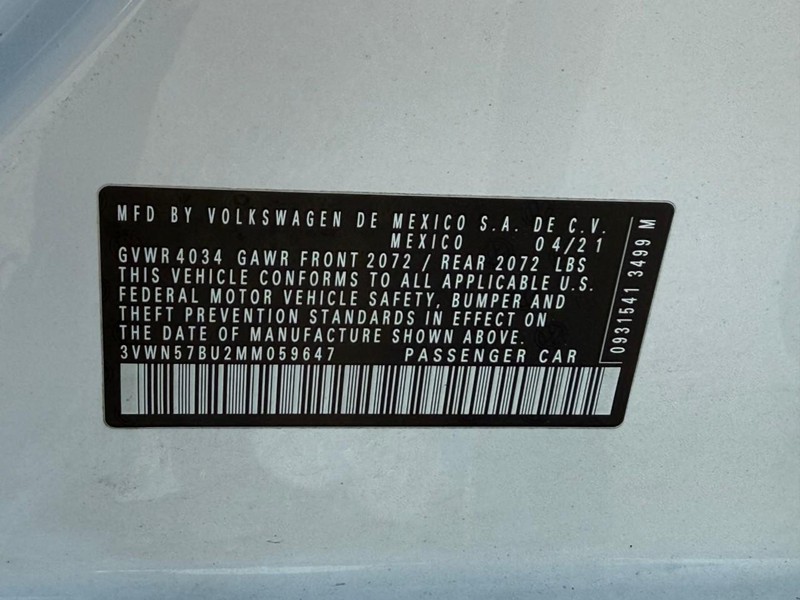 MFD BY VOLKSWAGEN DE MEXICO S.A. DE C.V.
MEXICO 04/21
GVWR 4034 GAWR FRONT 2072 / REAR 2072 LBS
THIS VEHICLE CONFORMS TO ALL APPLICABLE U.S.
FEDERAL MOTOR VEHICLE SAFETY, BUMPER AND
THEFT PREVENTION STANDARDS IN EFFECT ON
THE DATE OF MANUFACTURE SHOWN ABOVE.
3VWN57BU2MM059647 PASSENGER CAR
0931541 3499 M